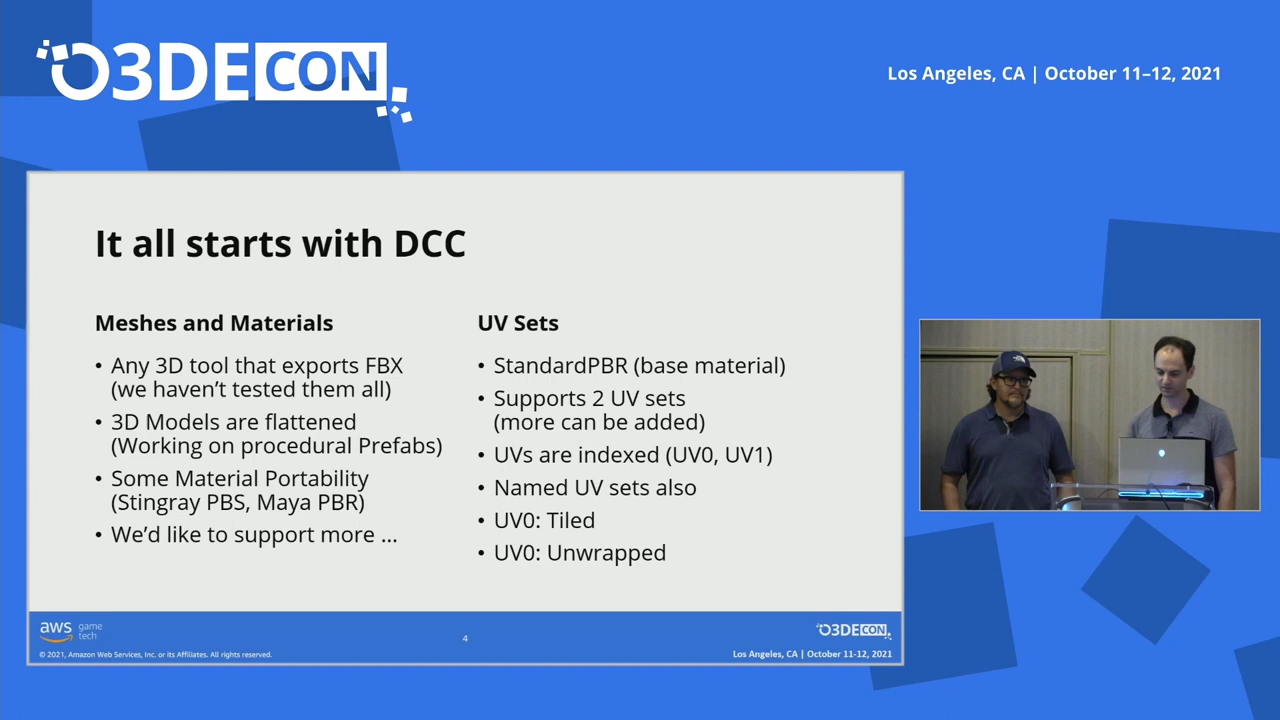 O3DECON
Los Angeles, CA | October 11–12, 2021
It all starts with DCC
Meshes and Materials
• Any 3D tool that exports FBX
(we haven’t tested them all)
• 3D Models are flattened
(Working on procedural Prefabs)
• Some Material Portability
(Stingray PBS, Maya PBR)
• We’d like to support more ...
UV Sets
• StandardPBR (base material)
• Supports 2 UV sets
(more can be added)
• UVs are indexed (UV0, UV1)
• Named UV sets also
• UV0: Tiled
• UV0: Unwrapped
aws game
tech
© 2021, Amazon Web Services, Inc. or its Affiliates. All rights reserved.
4
O3DECON
Los Angeles, CA | October 11-12, 2021